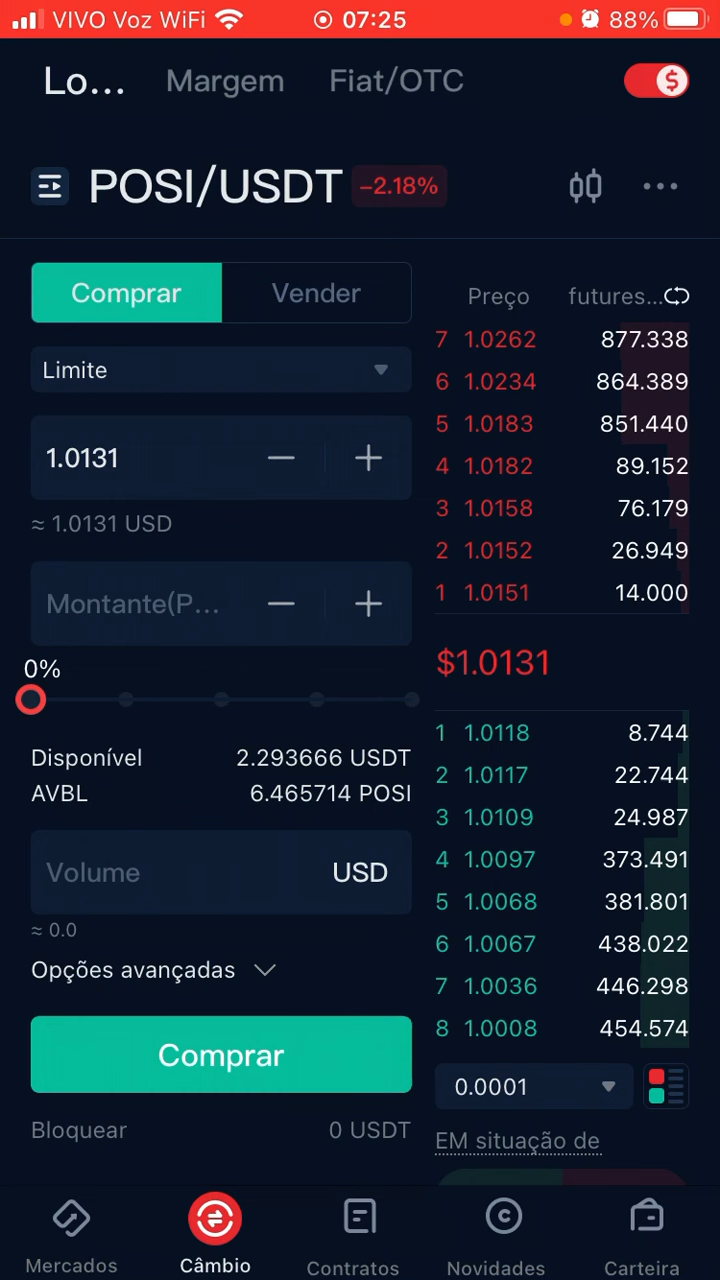 VIVO Voz WiFi 07:25 88%
Lo... Margem Fiat/OTC $
POSI/USDT -2.18%
Comprar Vender
Limite
1.0131 — +
≈ 1.0131 USD
Montante(P... — +
0%
Disponível 2.293666 USDT
AVBL 6.465714 POSI
Volume USD
≈ 0.0
Opções avançadas
Comprar
Bloquear 0 USDT
Preço futures...
7 1.0262 877.338
6 1.0234 864.389
5 1.0183 851.440
4 1.0182 89.152
3 1.0158 76.179
2 1.0152 26.949
1 1.0151 14.000
$1.0131
1 1.0118 8.744
2 1.0117 22.744
3 1.0109 24.987
4 1.0097 373.491
5 1.0068 381.801
6 1.0067 438.022
7 1.0036 446.298
8 1.0008 454.574
0.0001
EM situação de
Mercados Câmbio Contratos Novidades Carteira